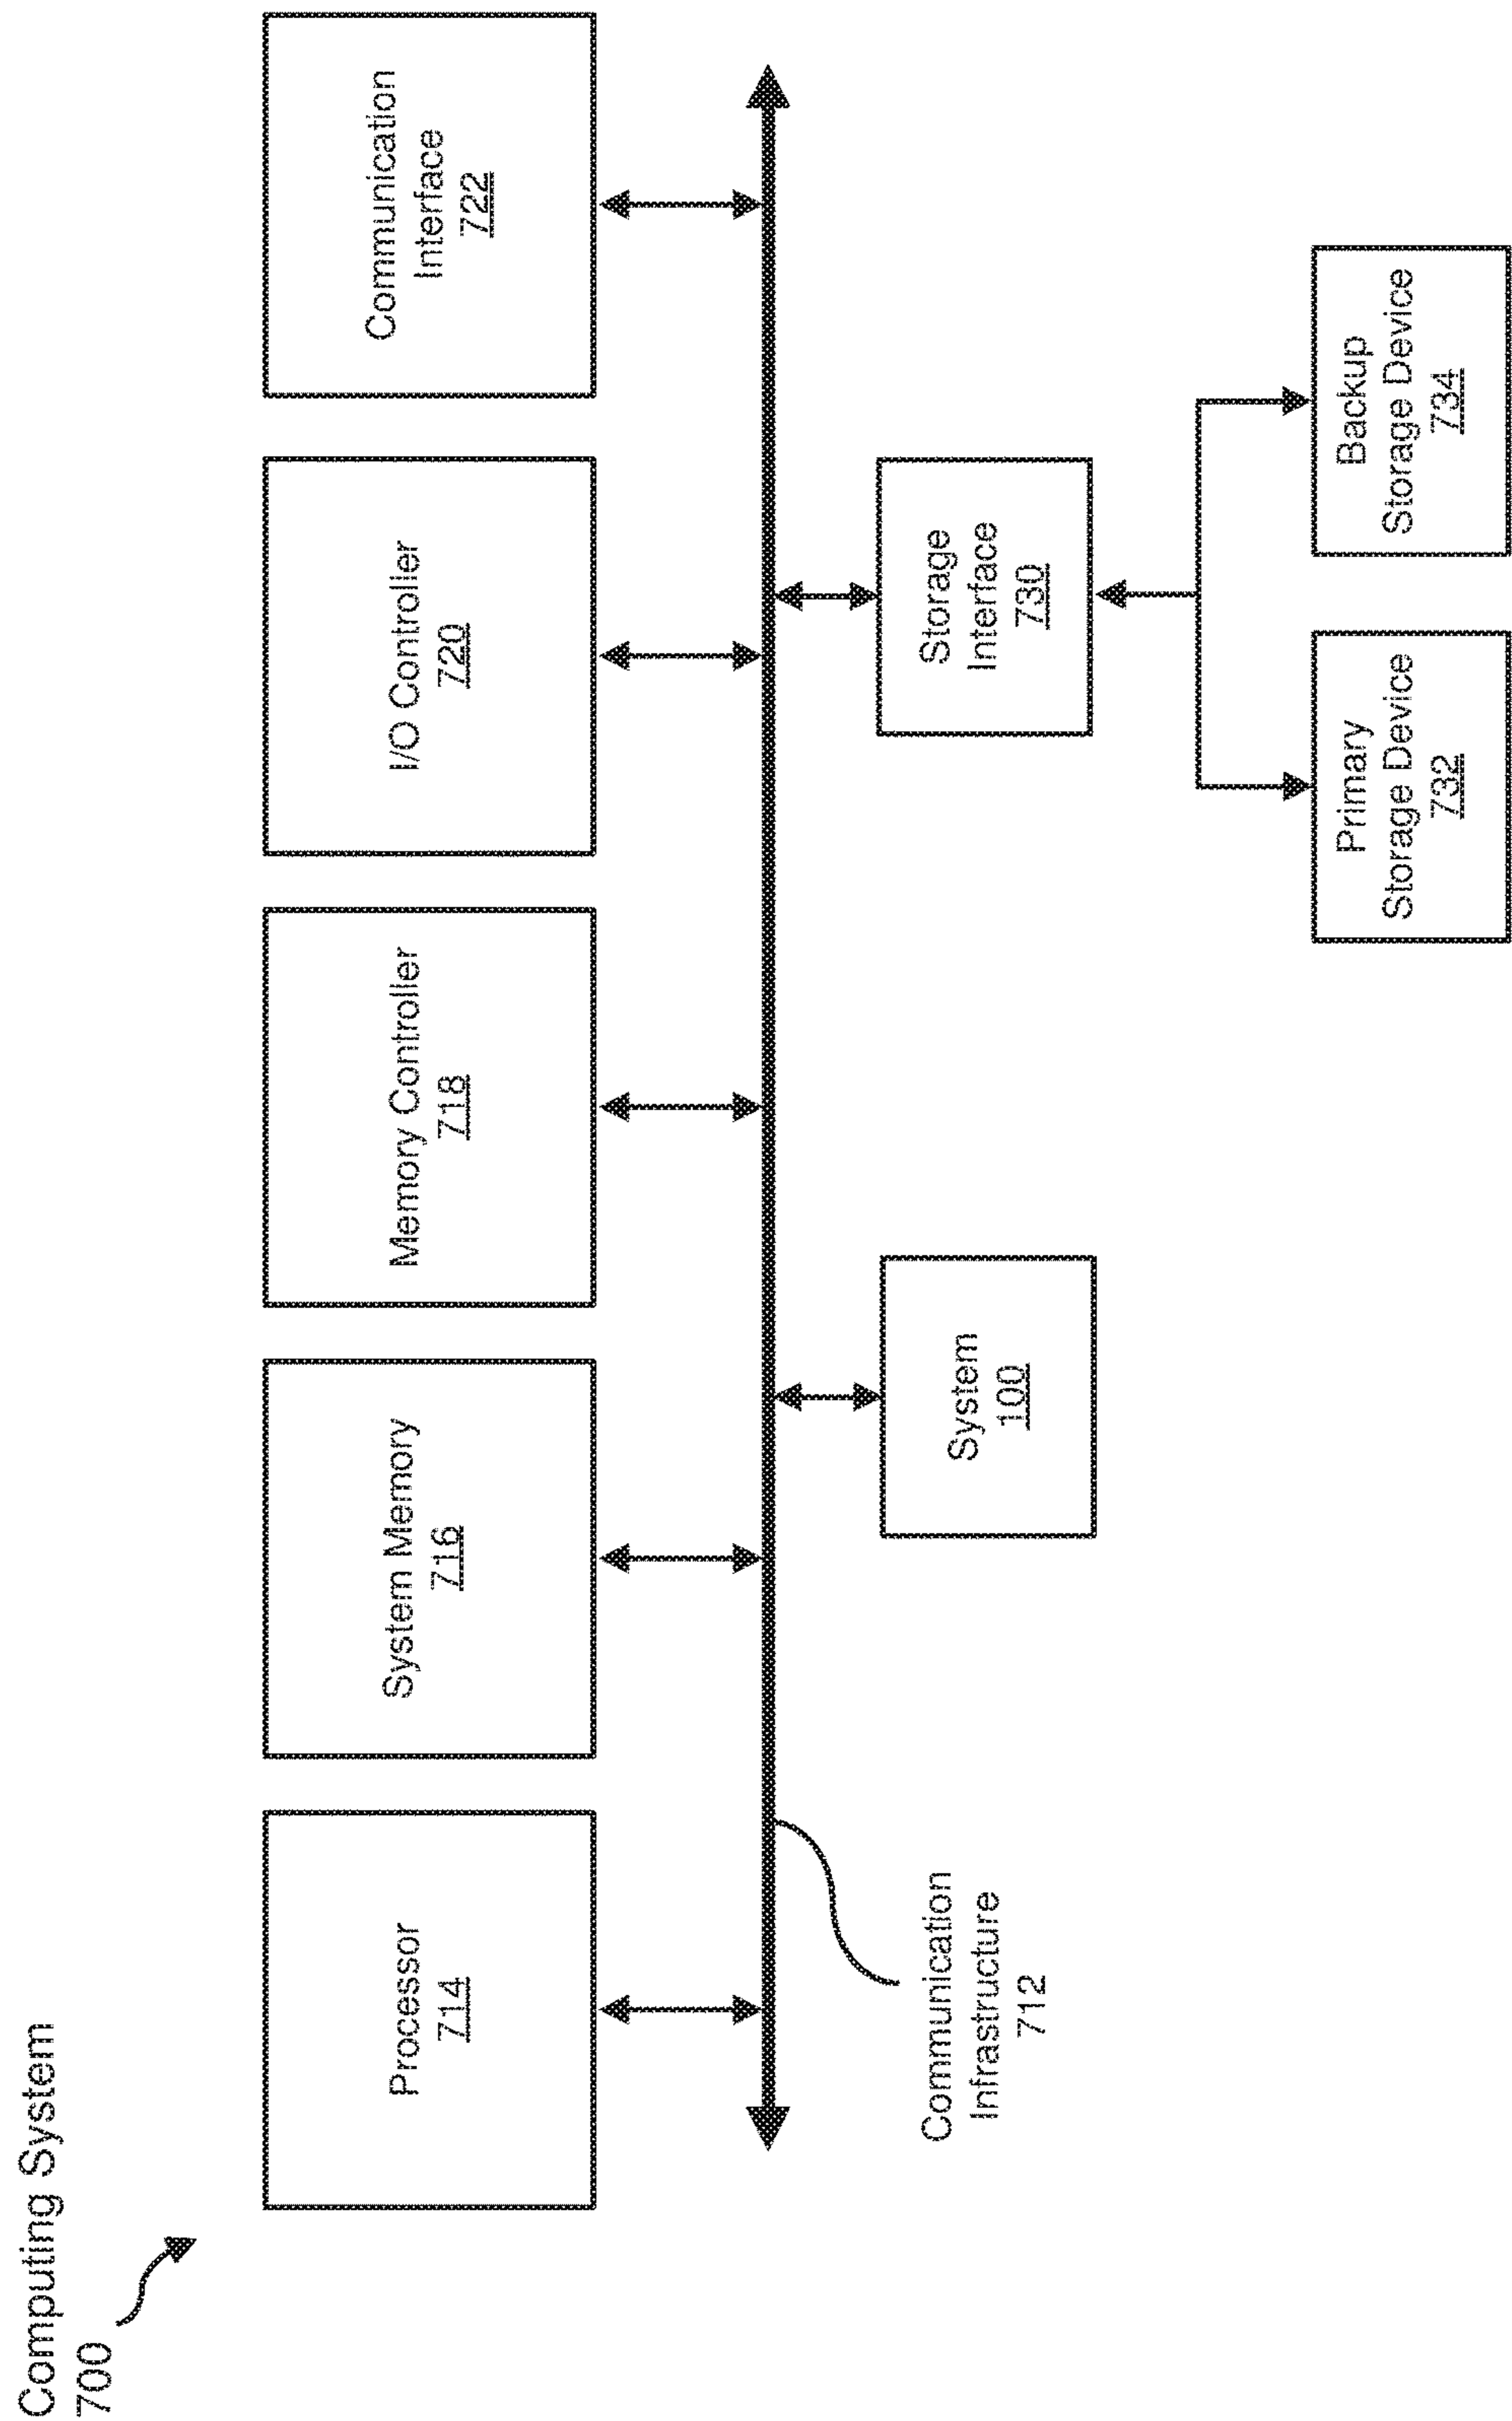 Computing System
700
Processor
714
System Memory
716
Memory Controller
718
I/O Controller
720
Communication
Interface
722
Communication
Infrastructure
712
System
100
Storage
Interface
730
Primary
Storage Device
732
Backup
Storage Device
734